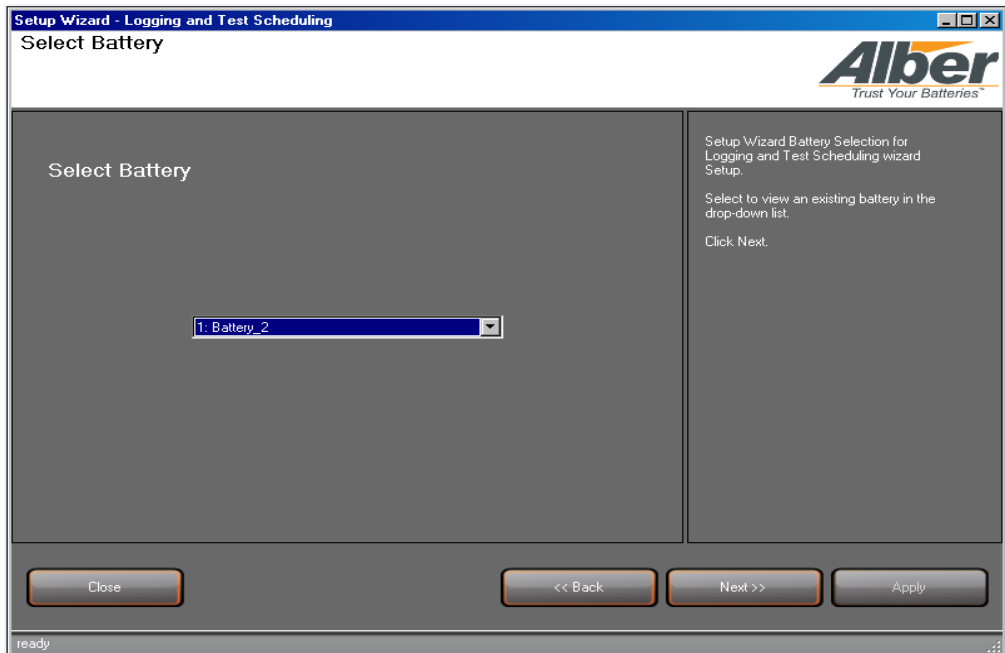 Setup Wizard - Logging and Test Scheduling
Select Battery
Alber
Trust Your Batteries™
Select Battery
1: Battery_2
Setup Wizard Battery Selection for
Logging and Test Scheduling wizard
Setup.
Select to view an existing battery in the
drop-down list.
Click Next.
Close
<< Back
Next >>
Apply
ready